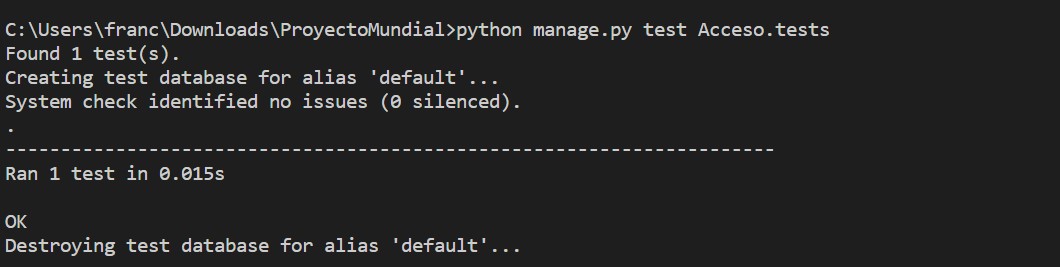 C:\Users\franc\Downloads\ProyectoMundial>python manage.py test Acceso.tests
Found 1 test(s).
Creating test database for alias 'default'...
System check identified no issues (0 silenced).
.
----------------------------------------------------------------------
Ran 1 test in 0.015s
OK
Destroying test database for alias 'default'...